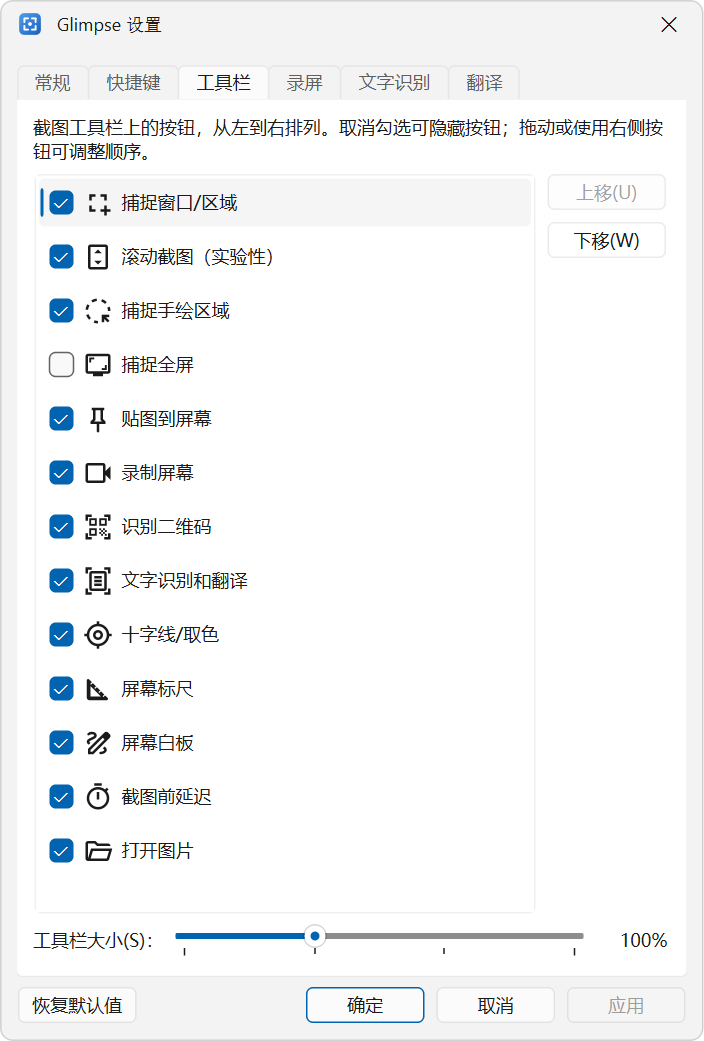 Glimpse 设置
常规 快捷键 工具栏 录屏 文字识别 翻译
截图工具栏上的按钮，从左到右排列。取消勾选可隐藏按钮；拖动或使用右侧按
钮可调整顺序。
捕捉窗口/区域
上移(U)
滚动截图（实验性）
下移(W)
捕捉手绘区域
捕捉全屏
贴图到屏幕
录制屏幕
识别二维码
文字识别和翻译
十字线/取色
屏幕标尺
屏幕白板
截图前延迟
打开图片
工具栏大小(S): 100%
恢复默认值 确定 取消 应用